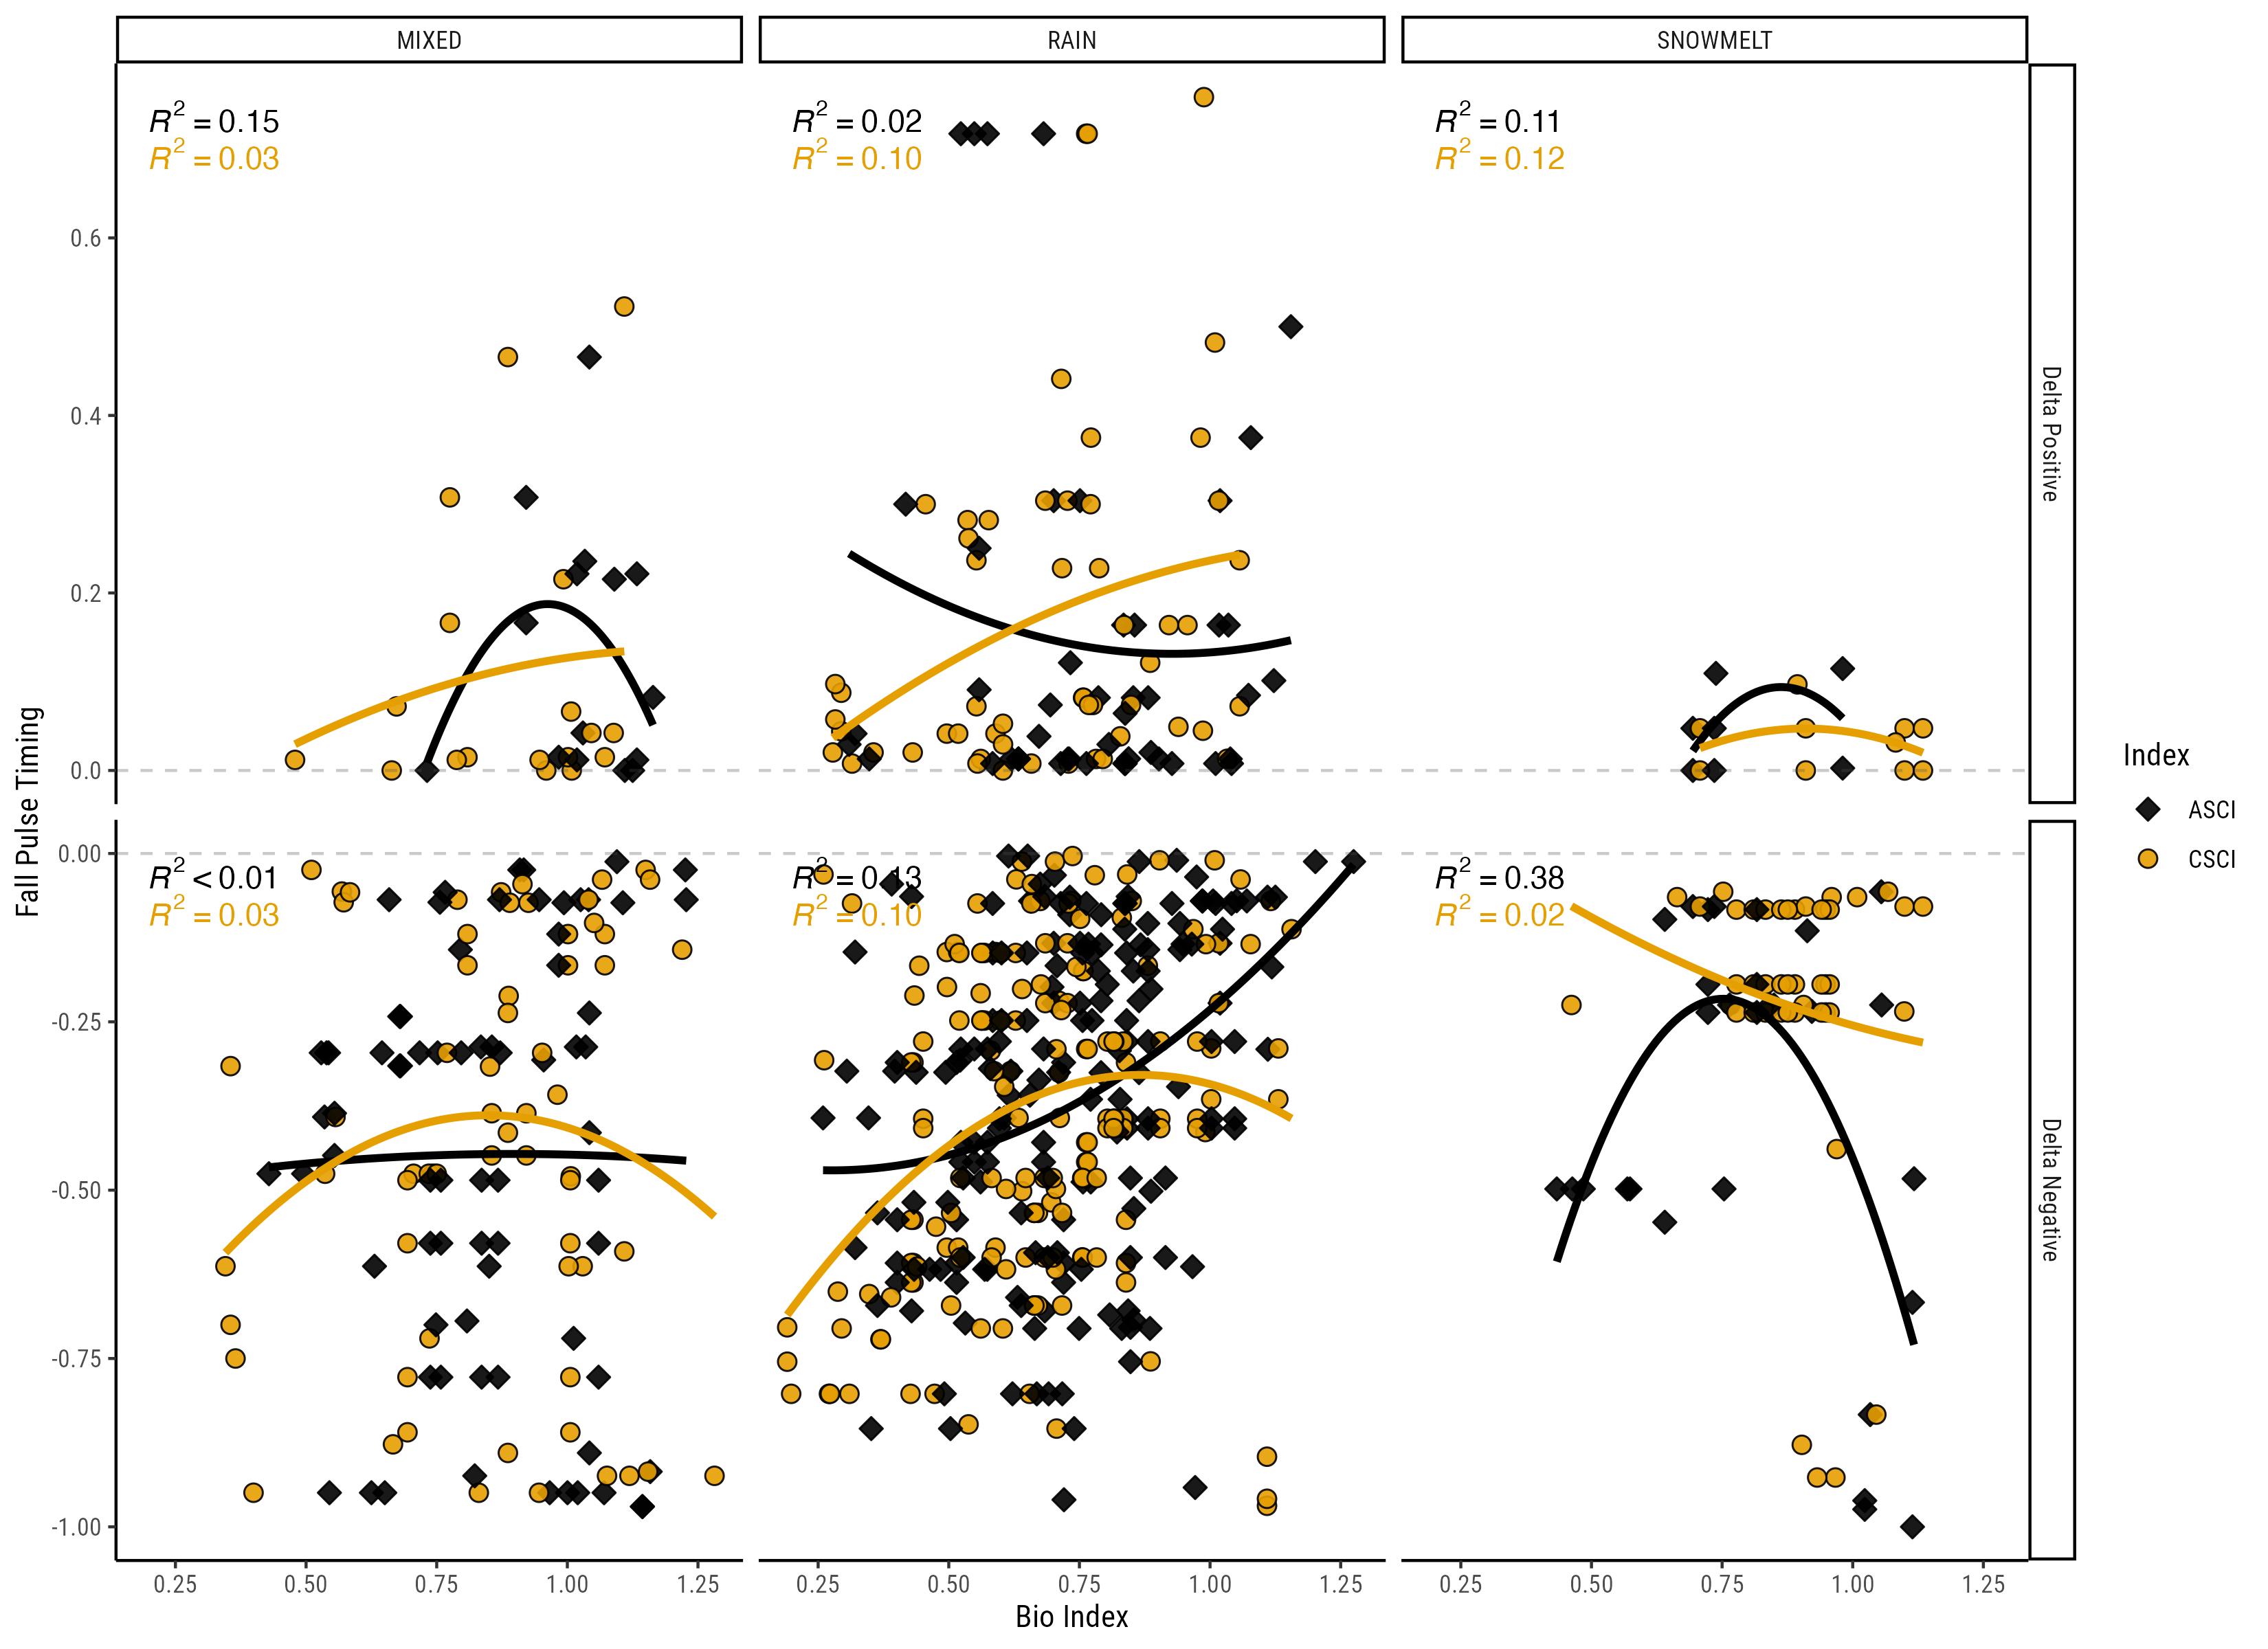 MIXED
RAIN
SNOWMELT
R² = 0.15
R² = 0.03
R² = 0.02
R² = 0.10
R² = 0.11
R² = 0.12
0.6
0.4
0.2
0.0
Delta Positive
R² < 0.01
R² = 0.03
R² = 0.13
R² = 0.10
R² = 0.38
R² = 0.02
0.00
-0.25
-0.50
-0.75
-1.00
Delta Negative
Fall Pulse Timing
0.25 0.50 0.75 1.00 1.25
0.25 0.50 0.75 1.00 1.25
0.25 0.50 0.75 1.00 1.25
Bio Index
Index
ASCI
CSCI